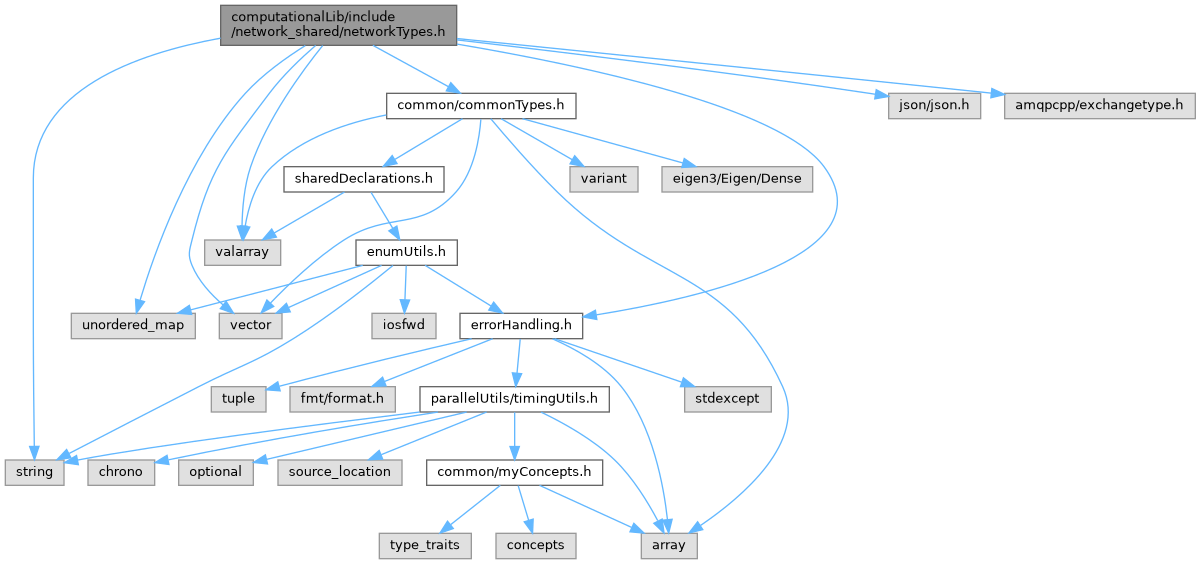 computationalLib/include
/network_shared/networkTypes.h
common/commonTypes.h
json/json.h
amqpcpp/exchangetype.h
sharedDeclarations.h
variant
eigen3/Eigen/Dense
valarray
enumUtils.h
unordered_map
vector
iosfwd
errorHandling.h
tuple
fmt/format.h
parallelUtils/timingUtils.h
stdexcept
string
chrono
optional
source_location
common/myConcepts.h
type_traits
concepts
array